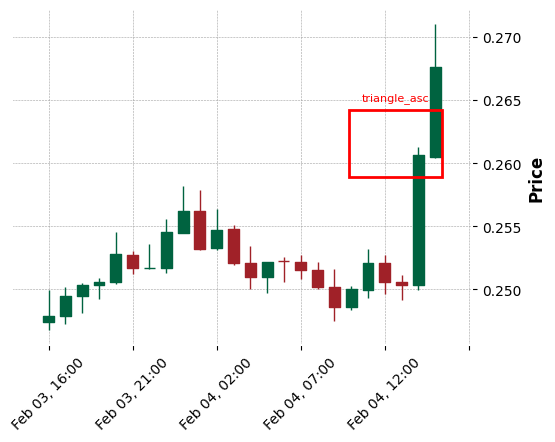 0.270
triangle_asc
0.265
0.260
0.255
0.250
Price
Feb 03, 16:00
Feb 03, 21:00
Feb 04, 02:00
Feb 04, 07:00
Feb 04, 12:00